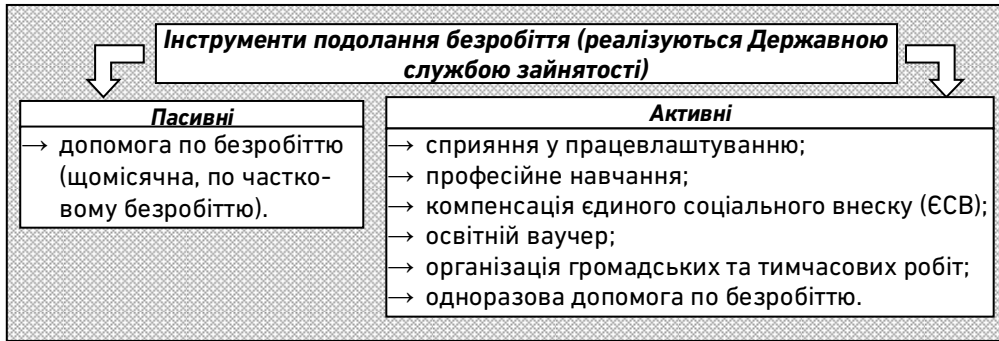 Інструменти подолання безробіття (реалізуються Державною
службою зайнятості)
Пасивні
→ допомога по безробіттю
(щомісячна, по частко-
вому безробіттю).
Активні
→ сприяння у працевлаштуванню;
→ професійне навчання;
→ компенсація єдиного соціального внеску (ЄСВ);
→ освітній ваучер;
→ організація громадських та тимчасових робіт;
→ одноразова допомога по безробіттю.